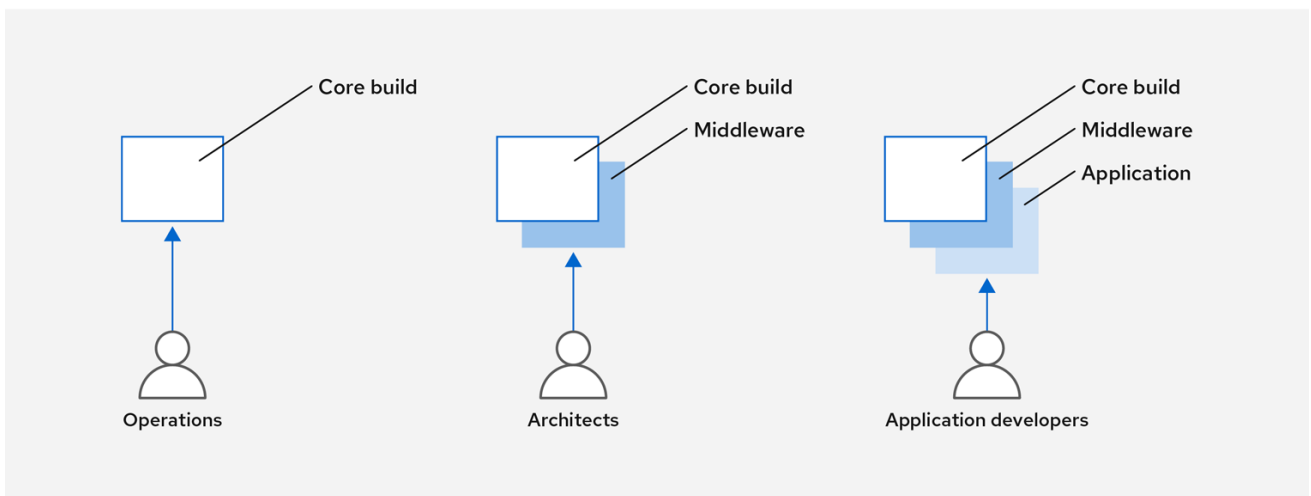 Core build
Operations
Core build
Middleware
Architects
Core build
Middleware
Application
Application developers